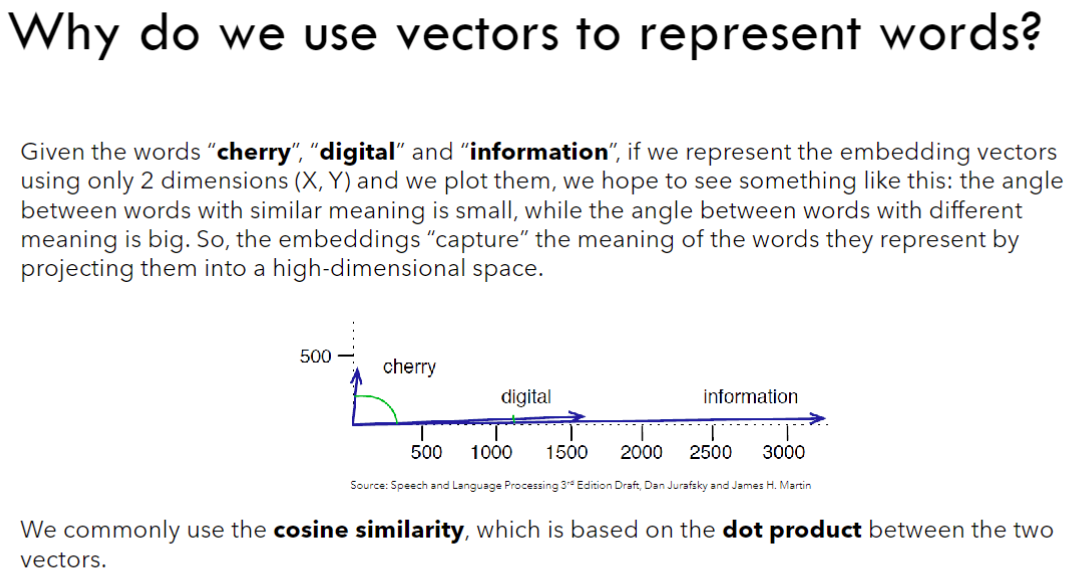 Why do we use vectors to represent words?
Given the words “cherry”, “digital” and “information”, if we represent the embedding vectors
using only 2 dimensions (X, Y) and we plot them, we hope to see something like this: the angle
between words with similar meaning is small, while the angle between words with different
meaning is big. So, the embeddings “capture” the meaning of the words they represent by
projecting them into a high-dimensional space.
500
cherry
digital
information
500 1000 1500 2000 2500 3000
Source: Speech and Language Processing 3rd Edition Draft, Dan Jurafsky and James H. Martin
We commonly use the cosine similarity, which is based on the dot product between the two
vectors.